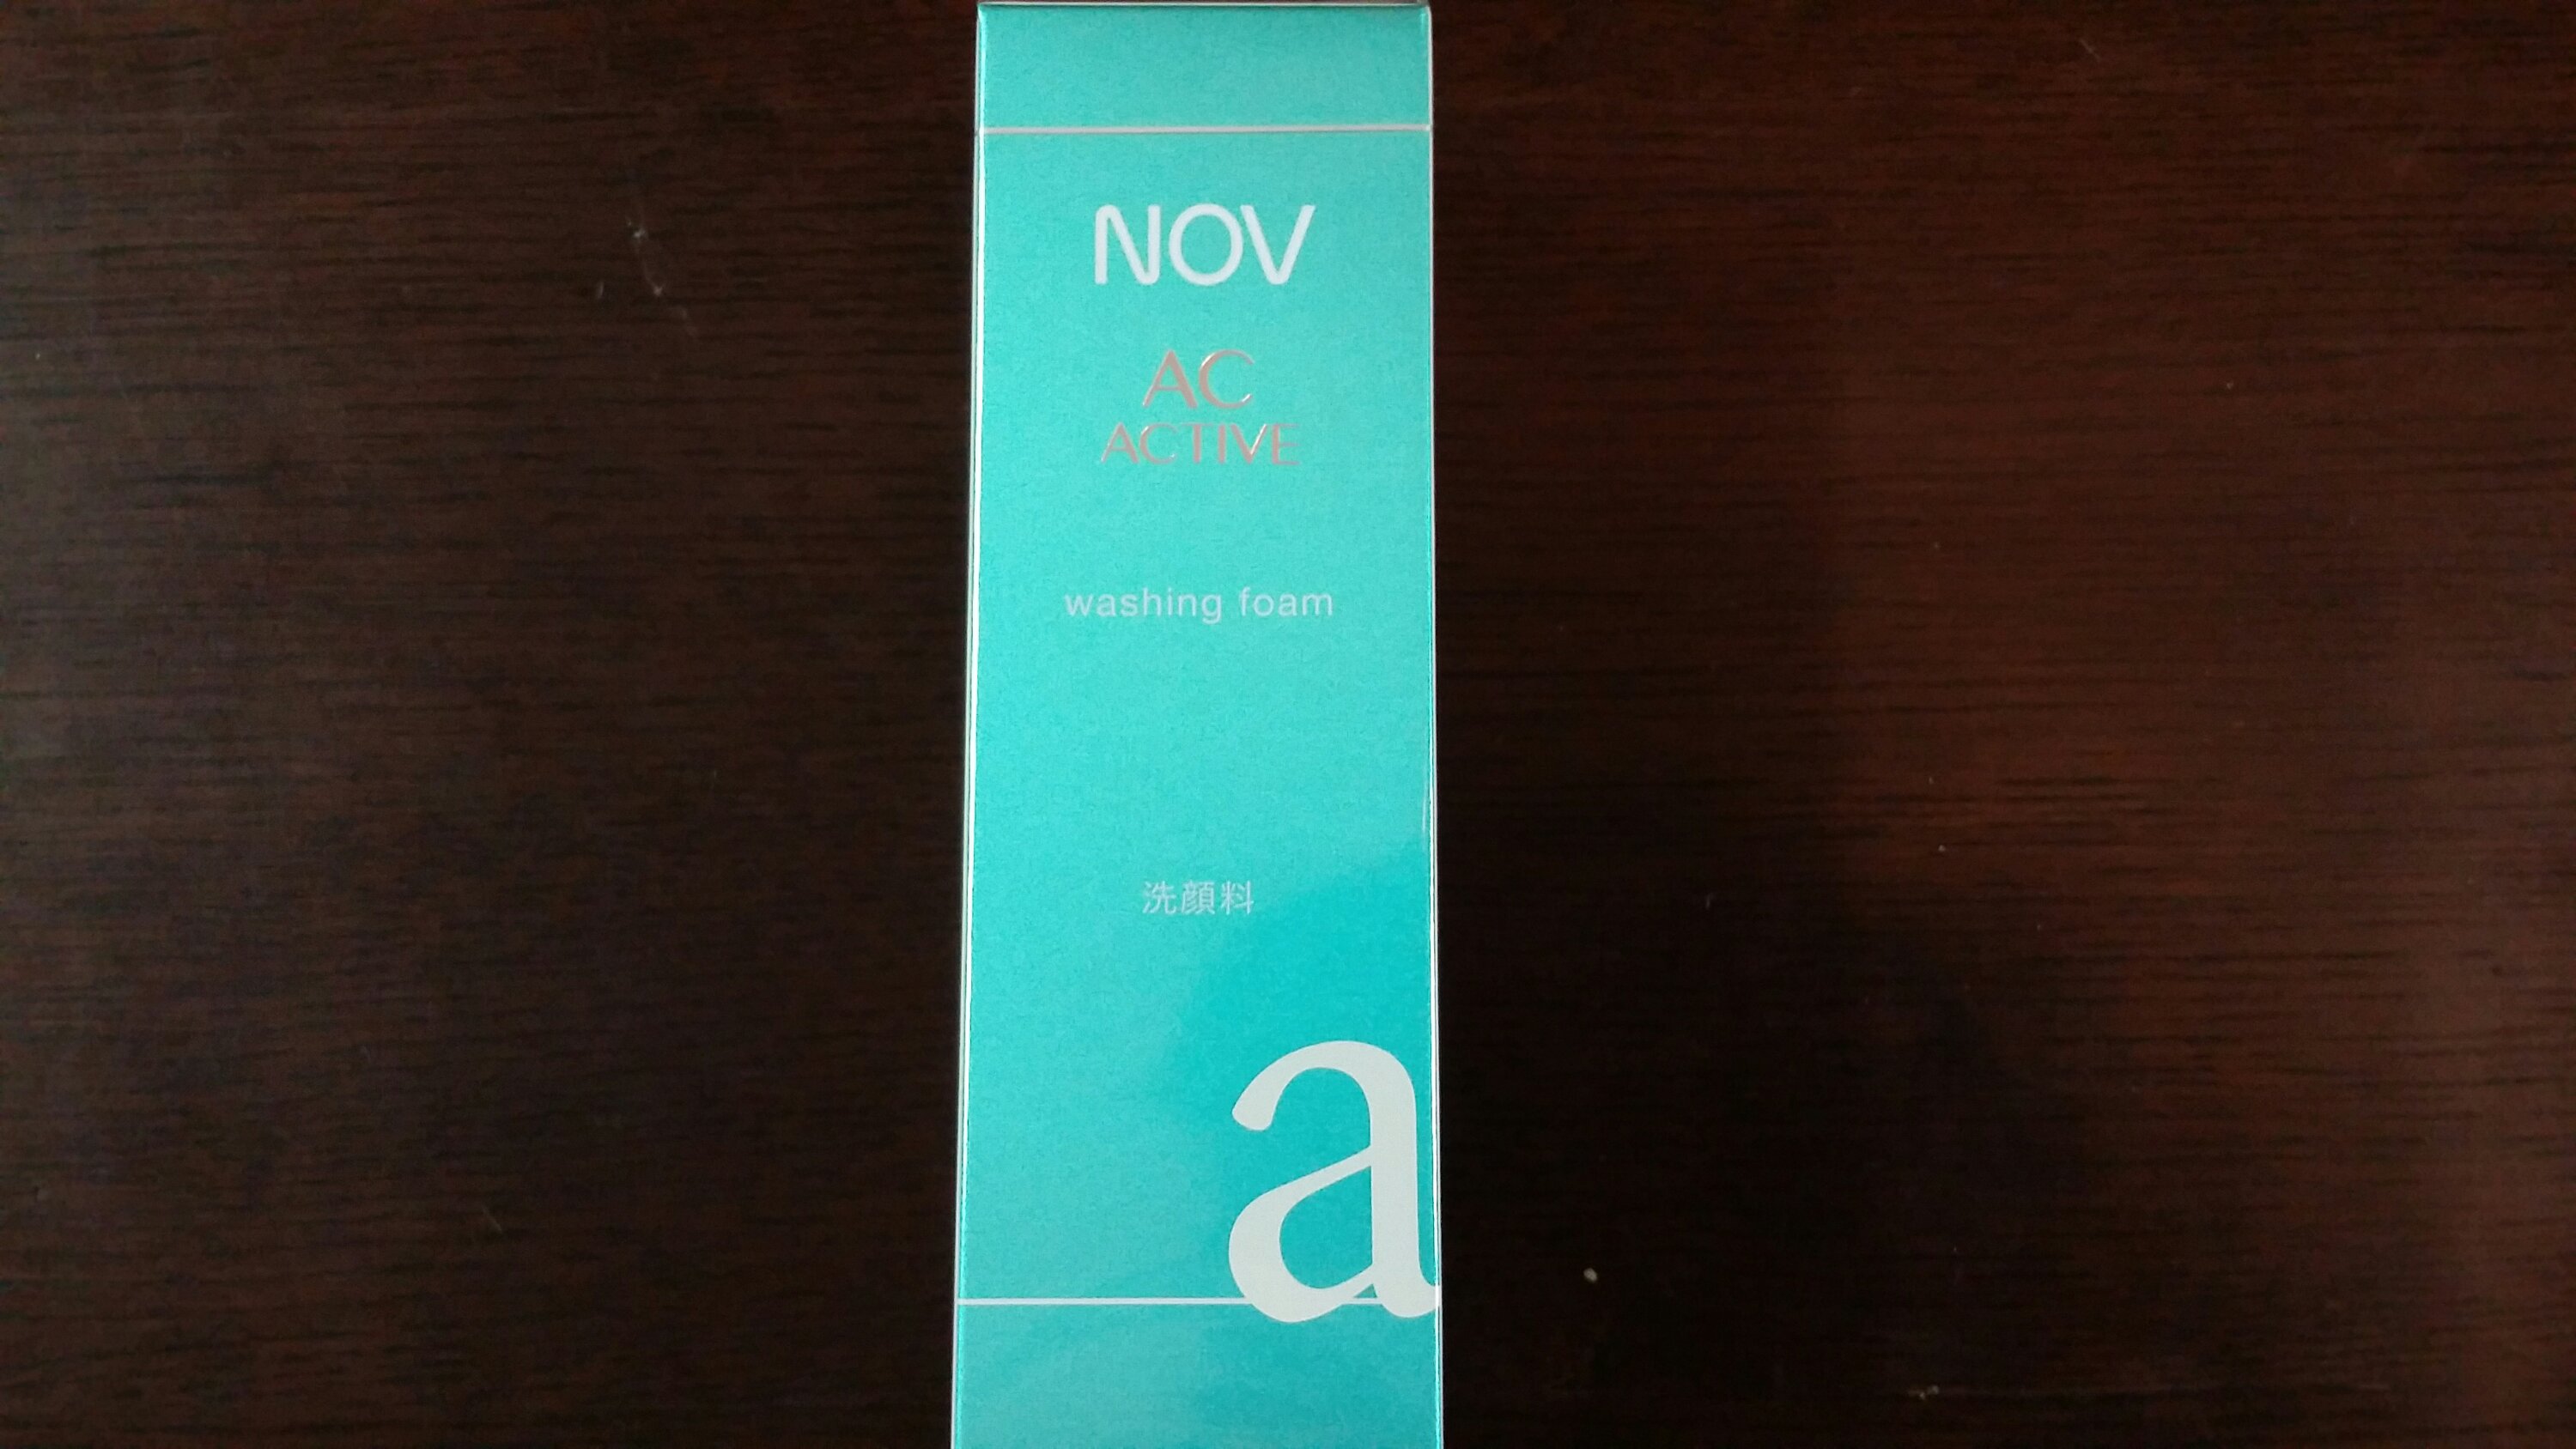 NOV
AC
ACTIVE
washing foam
洗顔料
a